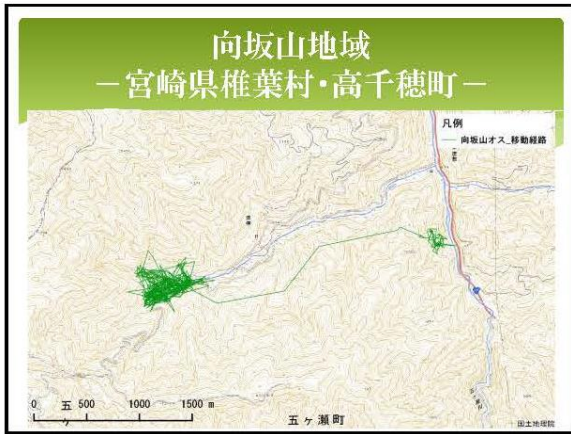 向坂山地域
－宮崎県椎葉村・高千穂町－
凡例
向坂山オス_移動経路
0 500 1000 1500 m
五ヶ
五ヶ瀬町
国土地理院